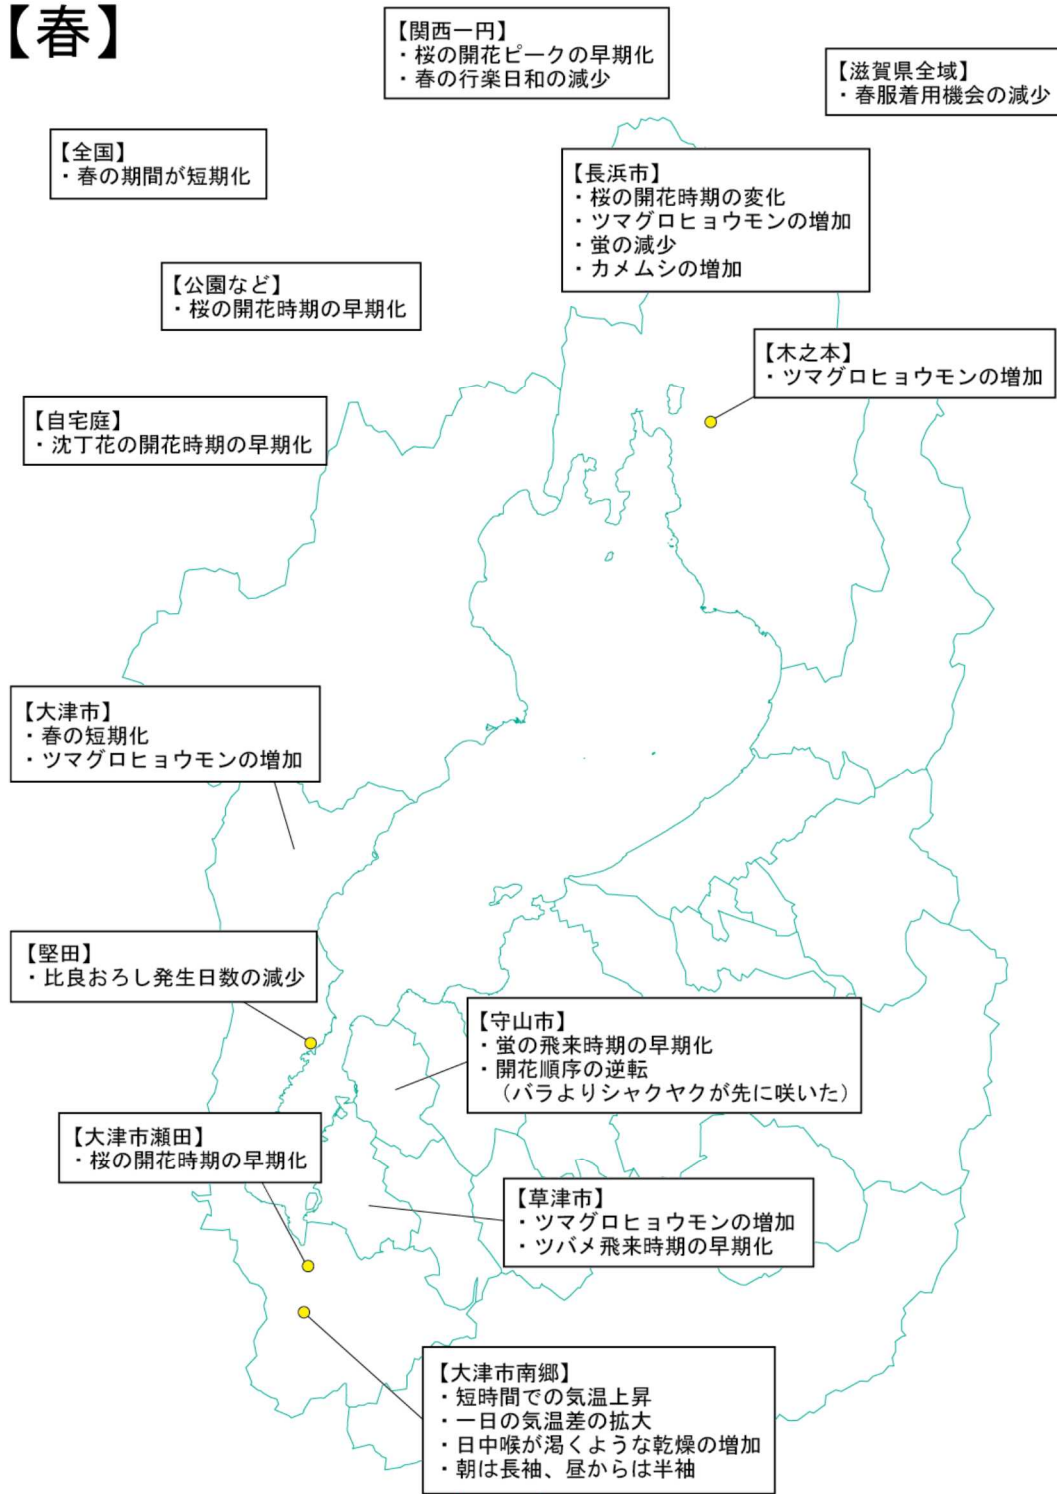 【春】
【関西一円】
・桜の開花ピークの早期化
・春の行楽日和の減少
【滋賀県全域】
・春服着用機会の減少
【全国】
・春の期間が短期化
【長浜市】
・桜の開花時期の変化
・ツマグロヒョウモンの増加
・蛍の減少
・カメムシの増加
【公園など】
・桜の開花時期の早期化
【木之本】
・ツマグロヒョウモンの増加
【自宅庭】
・沈丁花の開花時期の早期化
【大津市】
・春の短期化
・ツマグロヒョウモンの増加
【堅田】
・比良おろし発生日数の減少
【守山市】
・蛍の飛来時期の早期化
・開花順序の逆転
（バラよりシャクヤクが先に咲いた）
【大津市瀬田】
・桜の開花時期の早期化
【草津市】
・ツマグロヒョウモンの増加
・ツバメ飛来時期の早期化
【大津市南郷】
・短時間での気温上昇
・一日の気温差の拡大
・日中喉が渇くような乾燥の増加
・朝は長袖、昼からは半袖